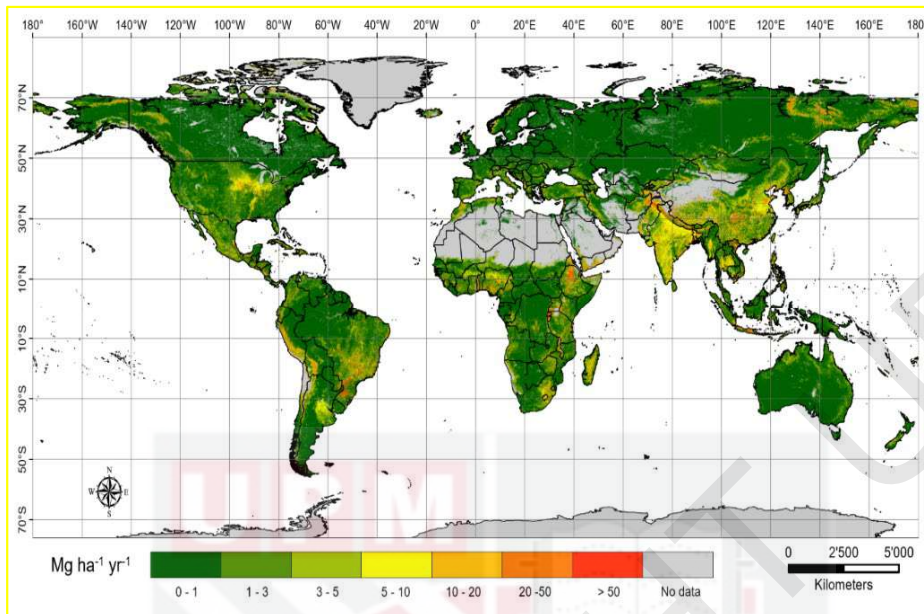 180° 160°W 140°W 120°W 100°W 80°W 60°W 40°W 20°W 0° 20°E 40°E 60°E 80°E 100°E 120°E 140°E 160°E 180
70°N
50°N
30°N
10°N
10°S
30°S
50°S
70°S
N
W E
S
UPM
T U
Mg ha⁻¹ yr⁻¹
0 - 1 1 - 3 3 - 5 5 - 10 10 - 20 20 -50 > 50 No data
0 2'500 5'000
Kilometers